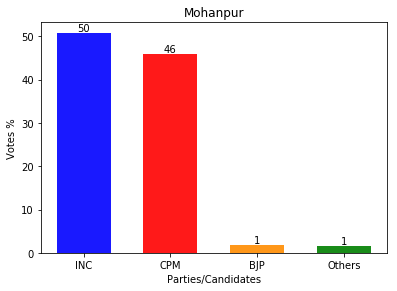 Mohanpur
50
46
1
1
50
40
30
20
10
0
Votes %
INC CPM BJP Others
Parties/Candidates